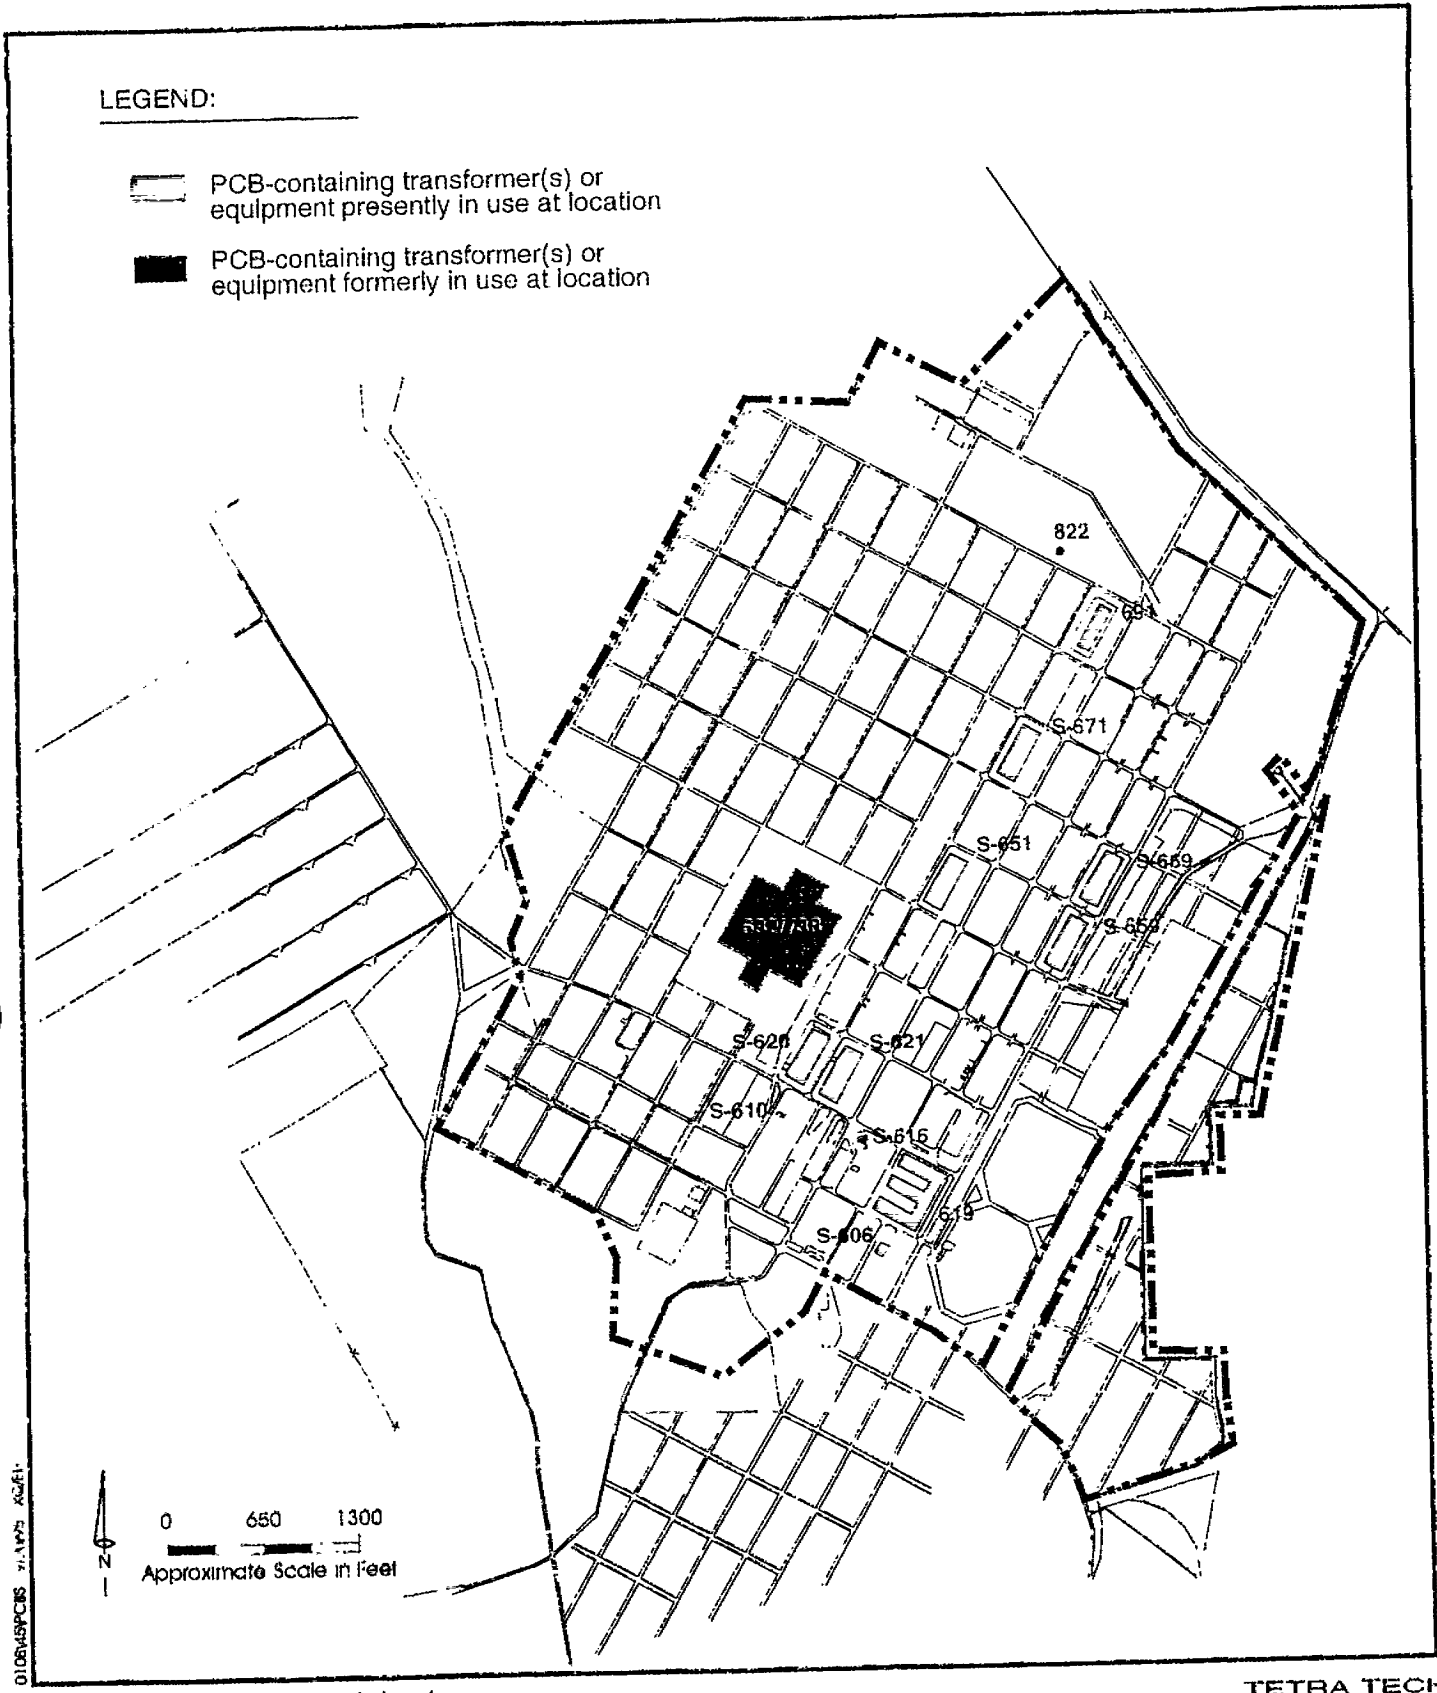 LEGEND:
PCB-containing transformer(s) or
equipment presently in use at location
PCB-containing transformer(s) or
equipment formerly in use at location
822
691
S-671
S-651
S-669
S-659
S-620
S-621
S-610
S-616
619
S-606
0 650 1300
Approximate Scale in Feet
N
TETRA TECH